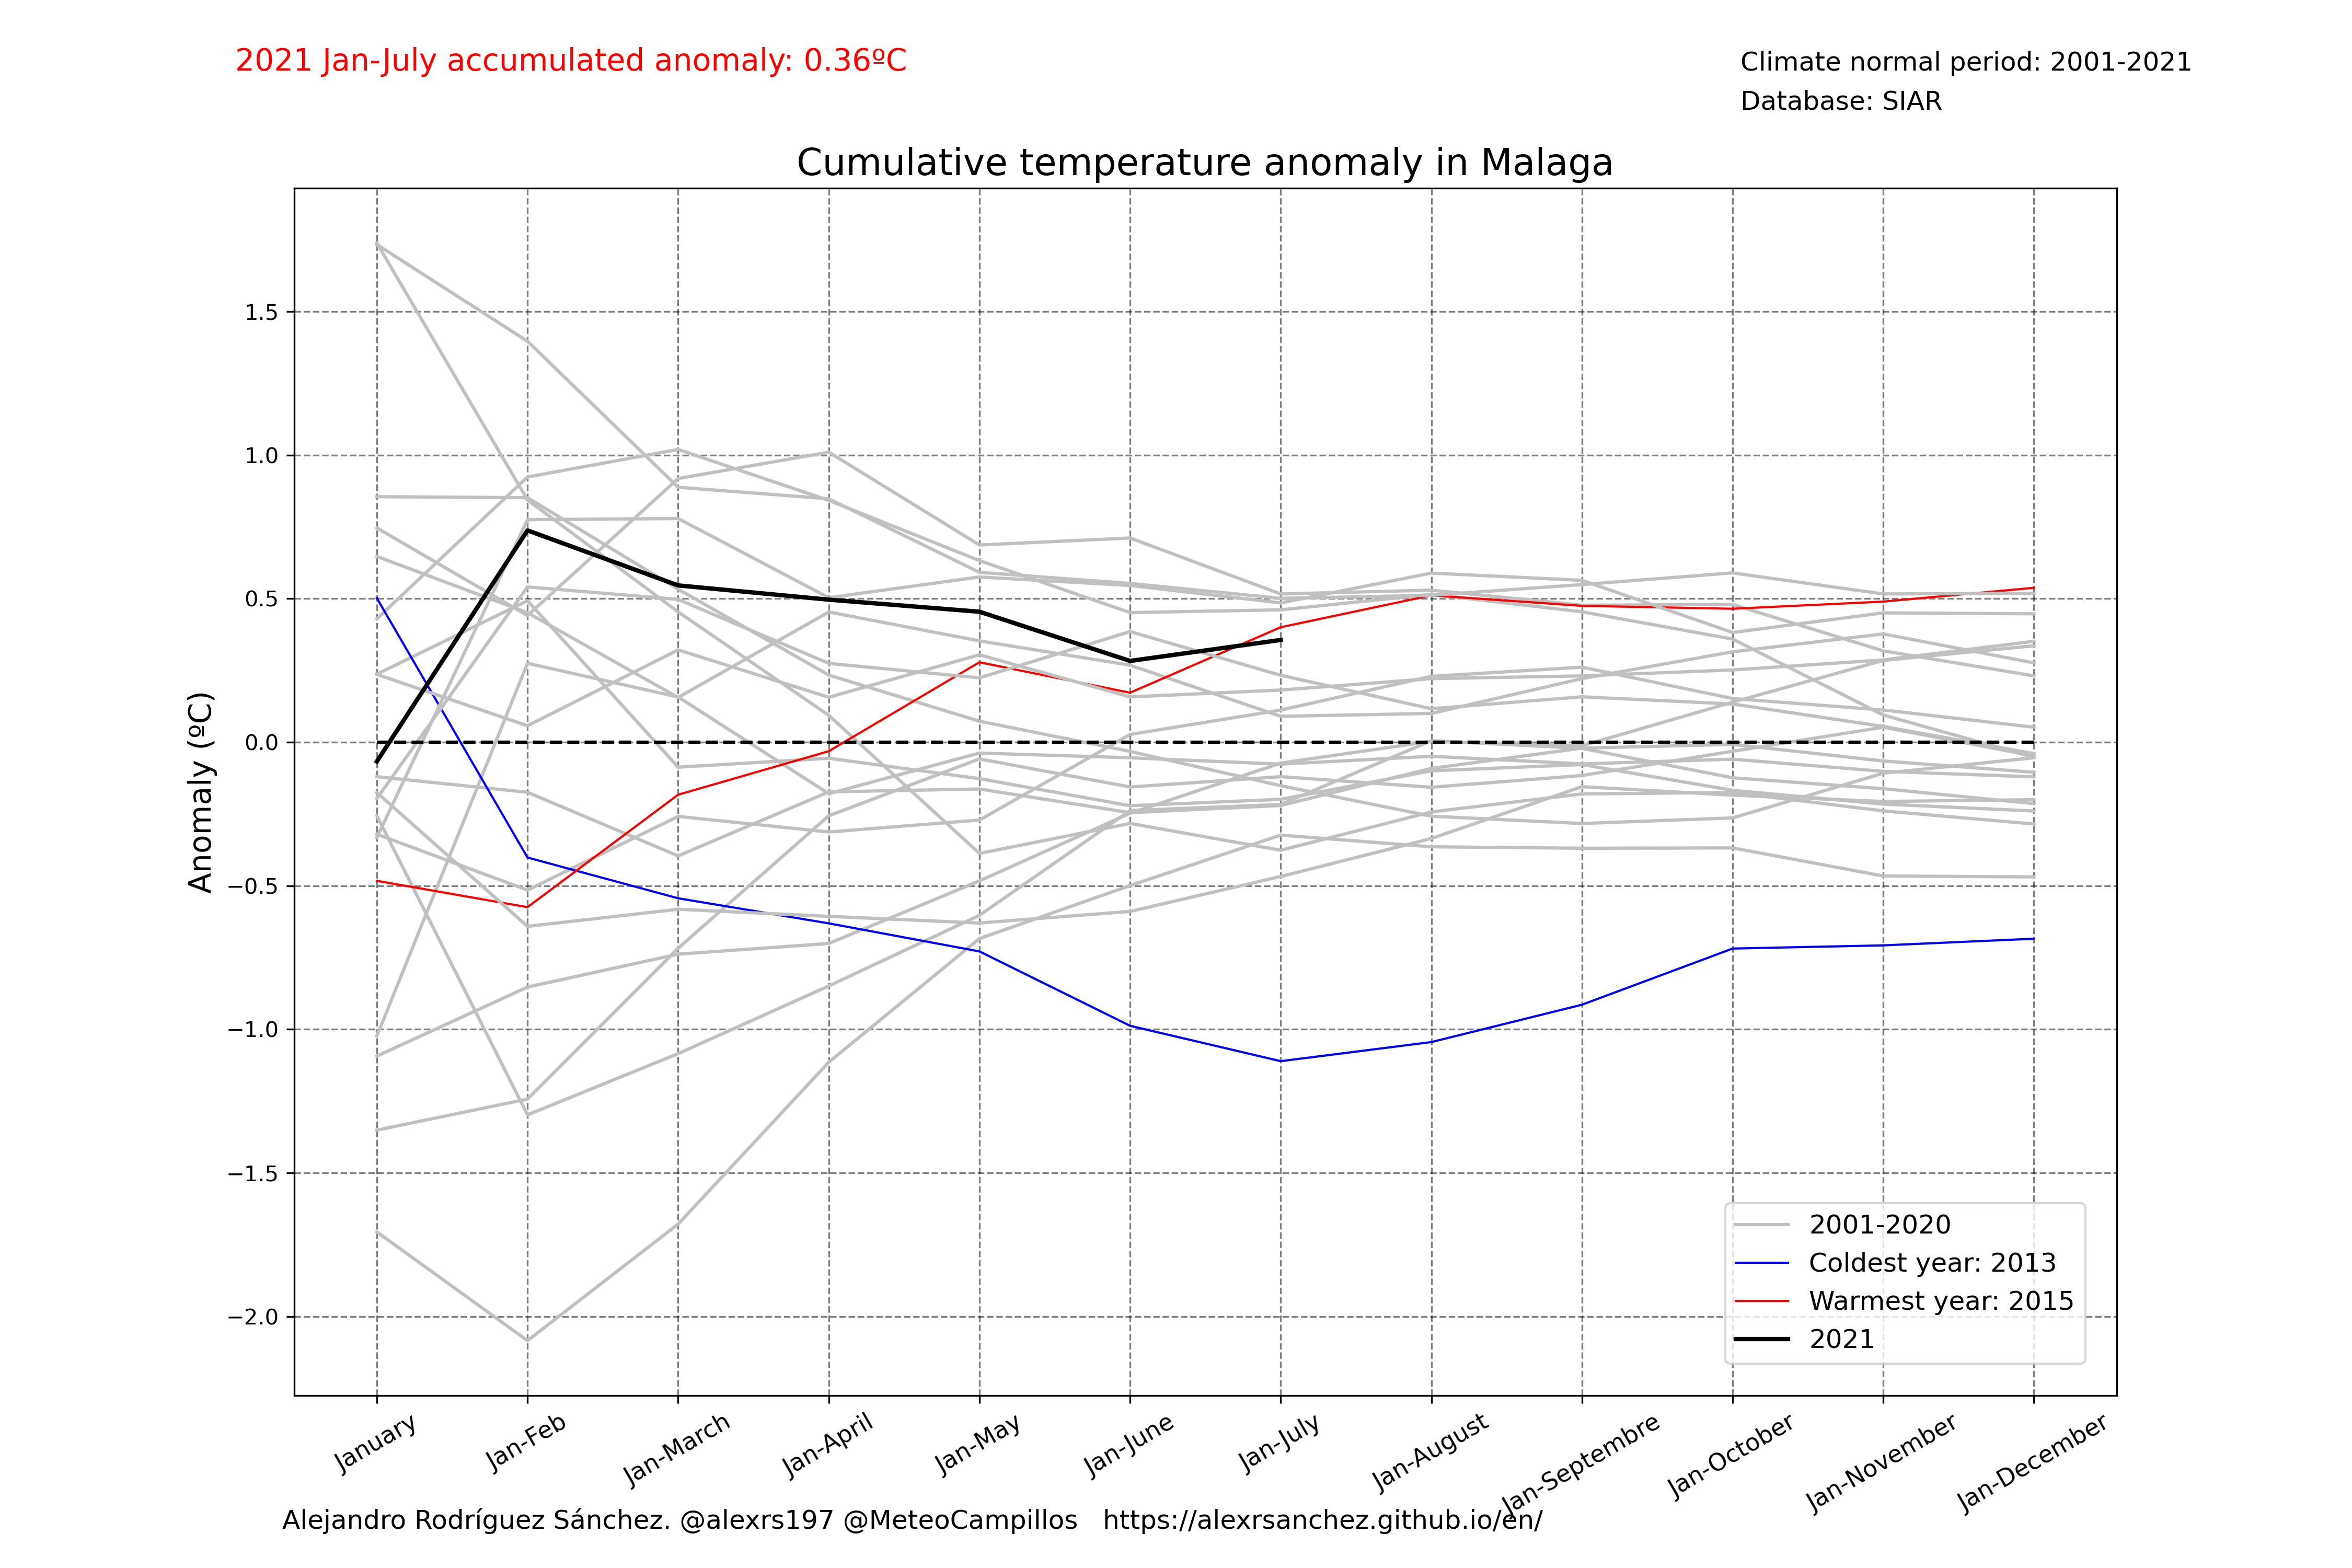 2021 Jan-July accumulated anomaly: 0.36ºC
Climate normal period: 2001-2021
Database: SIAR
Cumulative temperature anomaly in Malaga
Anomaly (ºC)
1.5
1.0
0.5
0.0
−0.5
−1.0
−1.5
−2.0
2001-2020
Coldest year: 2013
Warmest year: 2015
2021
January
Jan-Feb
Jan-March
Jan-April
Jan-May
Jan-June
Jan-July
Jan-August
Jan-Septembre
Jan-October
Jan-November
Jan-December
Alejandro Rodríguez Sánchez. @alexrs197 @MeteoCampillos   https://alexrsanchez.github.io/en/